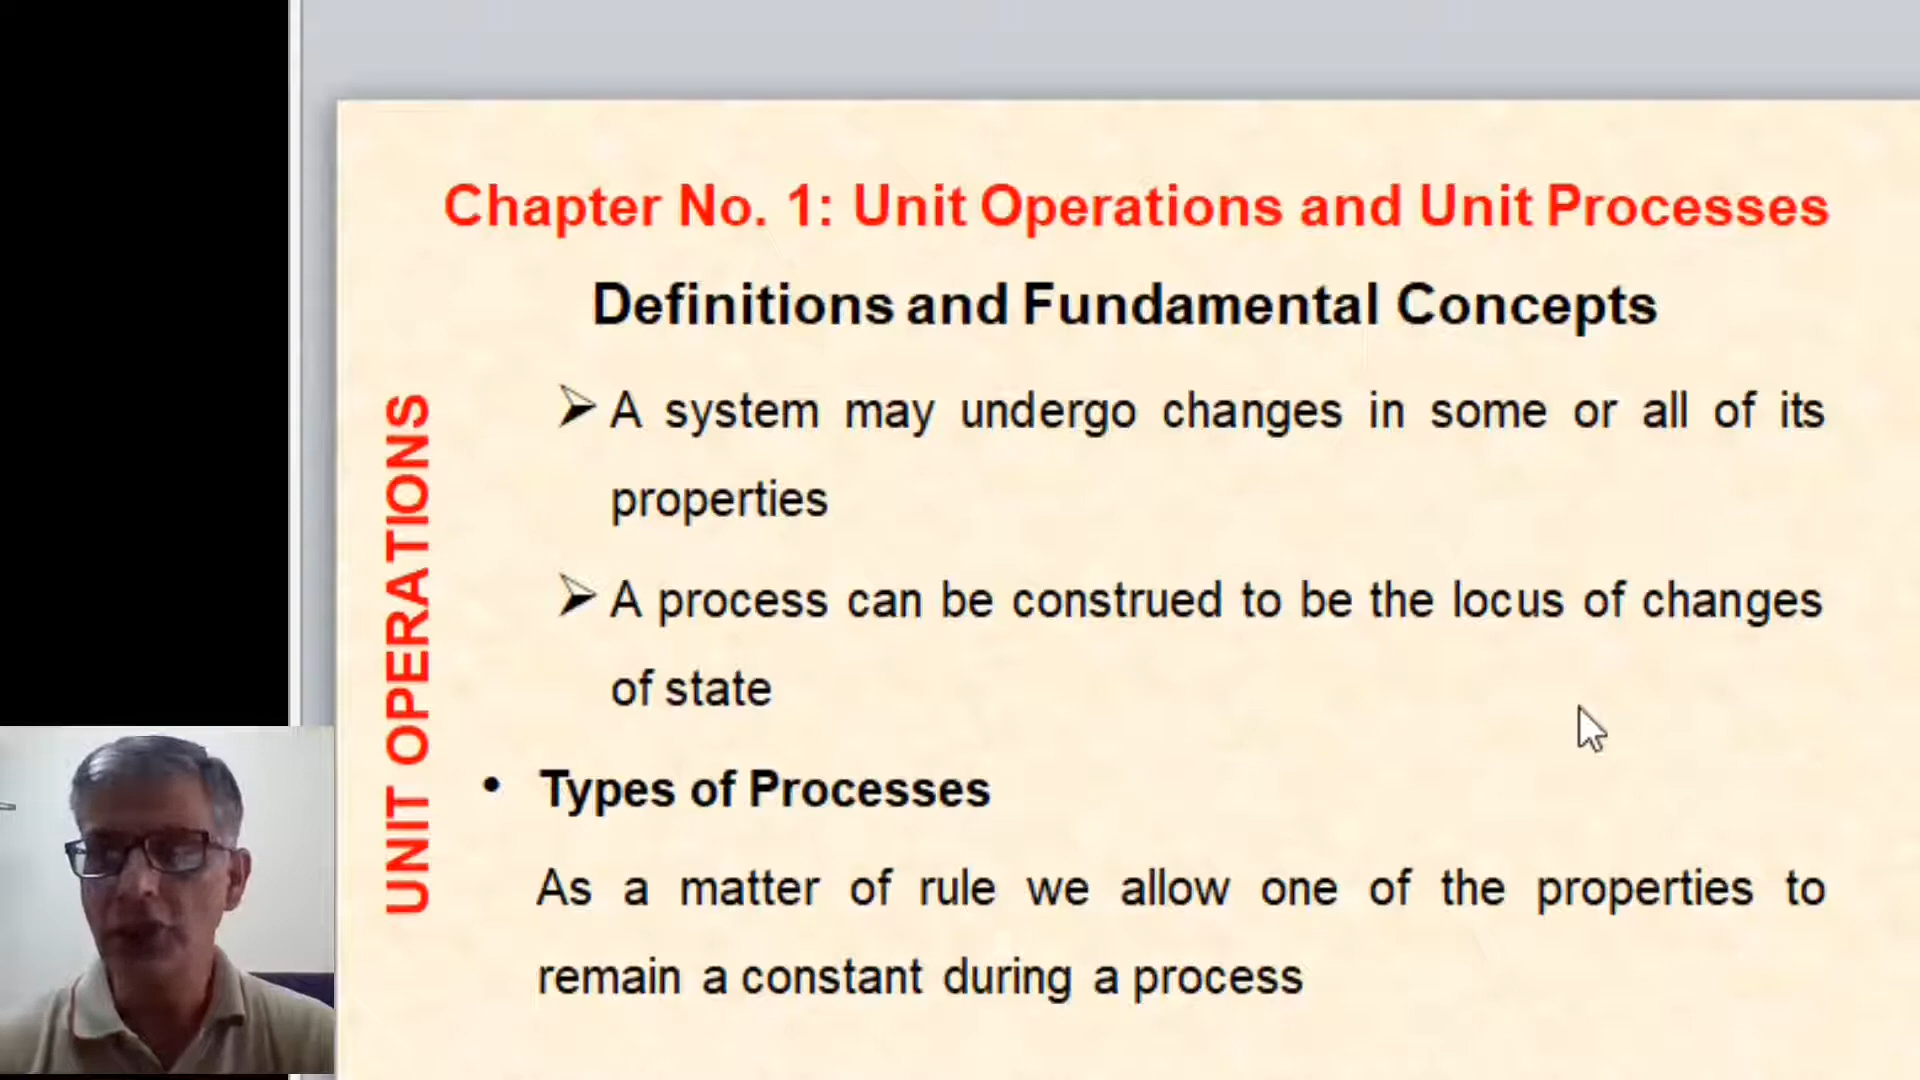 Chapter No. 1: Unit Operations and Unit Processes
Definitions and Fundamental Concepts
A system may undergo changes in some or all of its
properties
A process can be construed to be the locus of changes
of state
Types of Processes
As a matter of rule we allow one of the properties to
remain a constant during a process
UNIT OPERATIONS